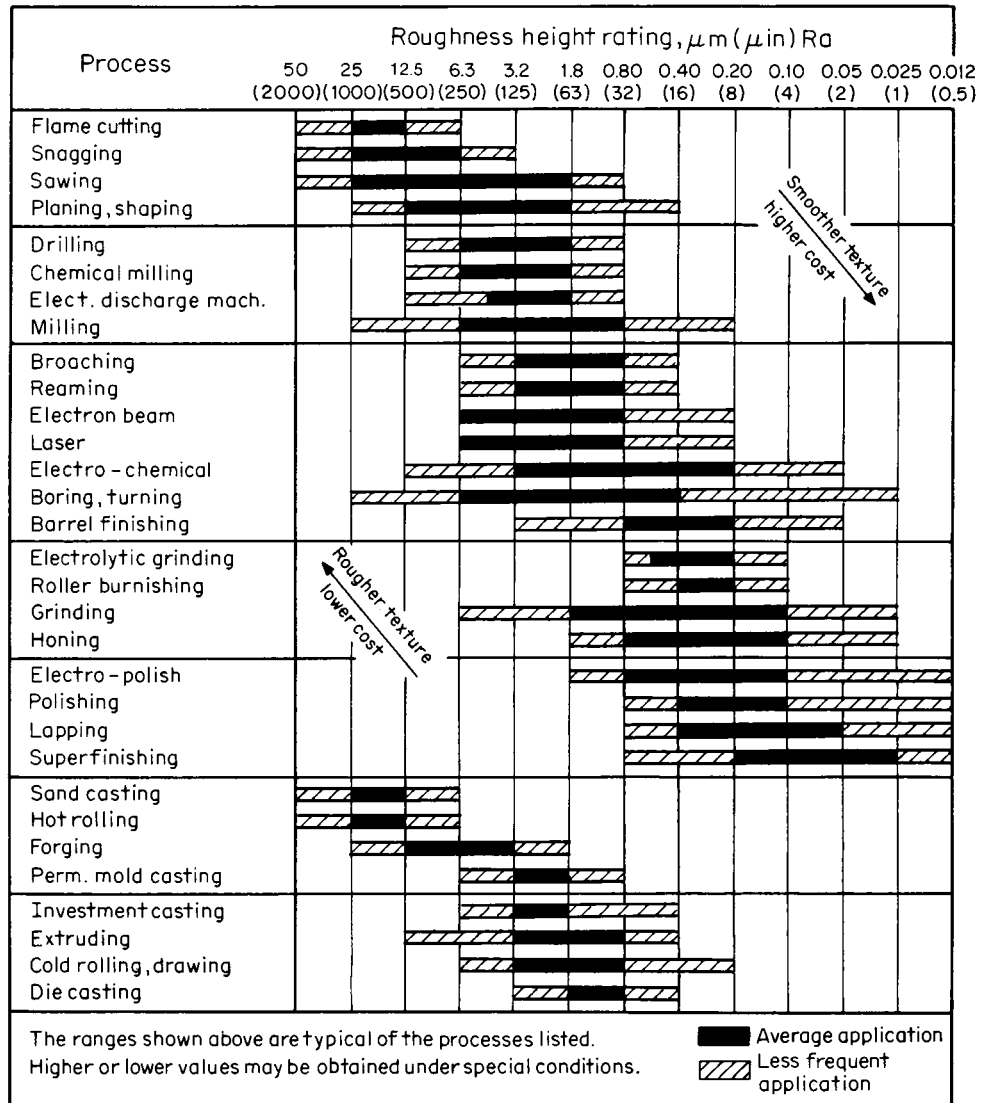 Roughness height rating, μm (μin) Ra
Process
50 25 12.5 6.3 3.2 1.8 0.80 0.40 0.20 0.10 0.05 0.025 0.012
(2000) (1000) (500) (250) (125) (63) (32) (16) (8) (4) (2) (1) (0.5)
Flame cutting
Snagging
Sawing
Planing, shaping
Smoother texture
higher cost
Drilling
Chemical milling
Elect. discharge mach.
Milling
Broaching
Reaming
Electron beam
Laser
Electro-chemical
Boring, turning
Barrel finishing
Electrolytic grinding
Roller burnishing
Grinding
Honing
Rougher texture
lower cost
Electro-polish
Polishing
Lapping
Superfinishing
Sand casting
Hot rolling
Forging
Perm. mold casting
Investment casting
Extruding
Cold rolling, drawing
Die casting
The ranges shown above are typical of the processes listed.
Higher or lower values may be obtained under special conditions.
Average application
Less frequent
application